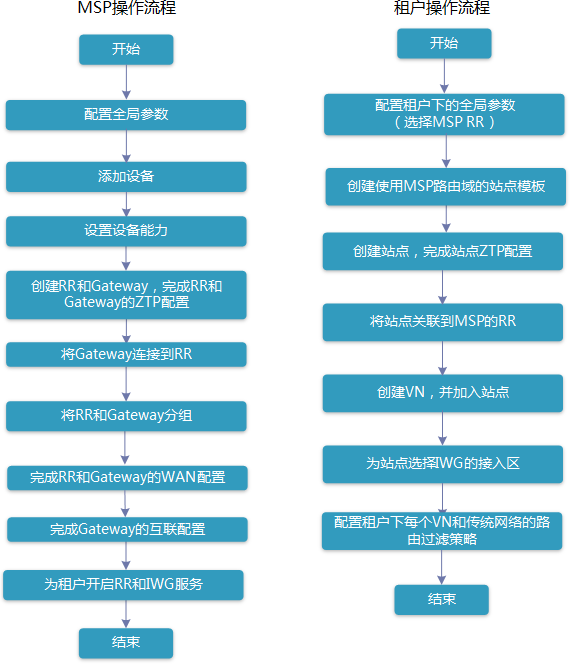 MSP操作流程
开始
配置全局参数
添加设备
设置设备能力
创建RR和Gateway，完成RR和
Gateway的ZTP配置
将Gateway连接到RR
将RR和Gateway分组
完成RR和Gateway的WAN配置
完成Gateway的互联配置
为租户开启RR和IWG服务
结束
租户操作流程
开始
配置租户下的全局参数
（选择MSP RR）
创建使用MSP路由域的站点模板
创建站点，完成站点ZTP配置
将站点关联到MSP的RR
创建VN，并加入站点
为站点选择IWG的接入区
配置租户下每个VN和传统网络的路
由过滤策略
结束